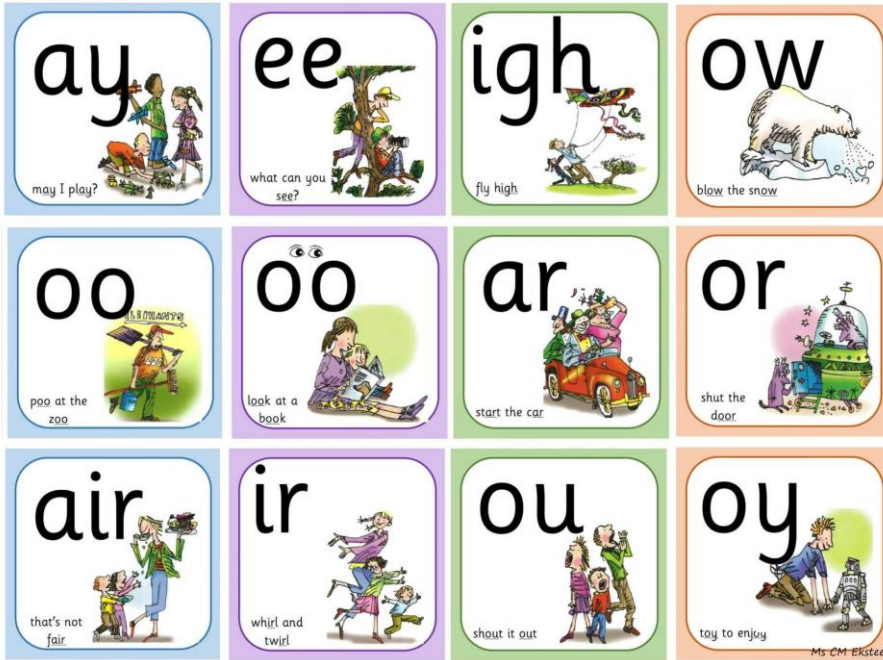 ay
may I play?
ee
what can you
see?
igh
fly high
ow
blow the snow
oo
poo at the
zoo
ELEPHANTS
oo
look at a
book
ar
start the car
or
shut the
door
air
that's not
fair
ir
whirl and
twirl
ou
shout it out
oy
toy to enjoy
Ms CM Ekstee